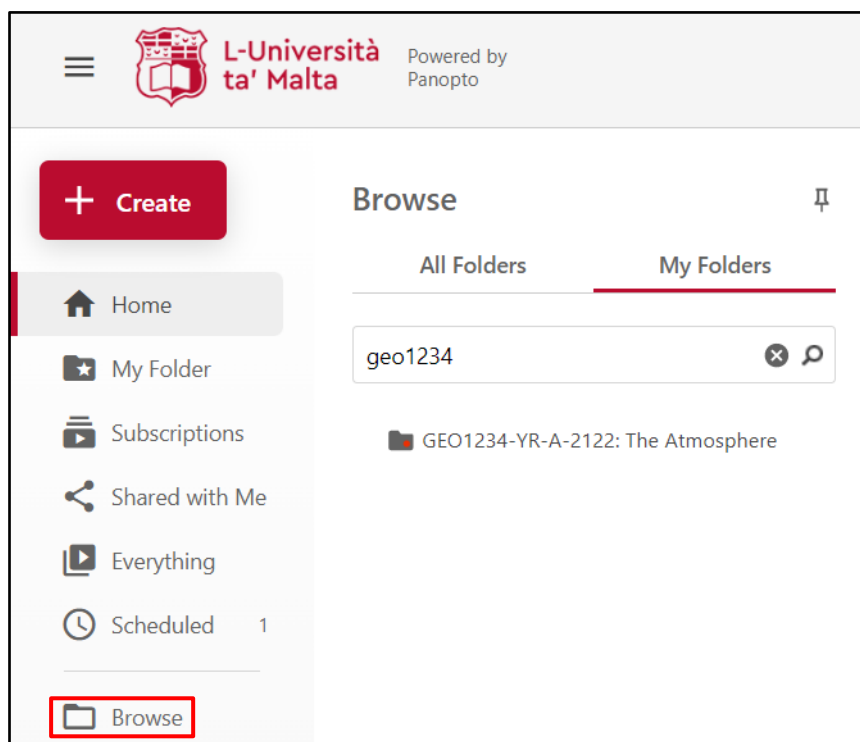 L-Università
ta' Malta
Powered by
Panopto
Create
Home
My Folder
Subscriptions
Shared with Me
Everything
Scheduled 1
Browse
Browse
All Folders My Folders
geo1234
GEO1234-YR-A-2122: The Atmosphere